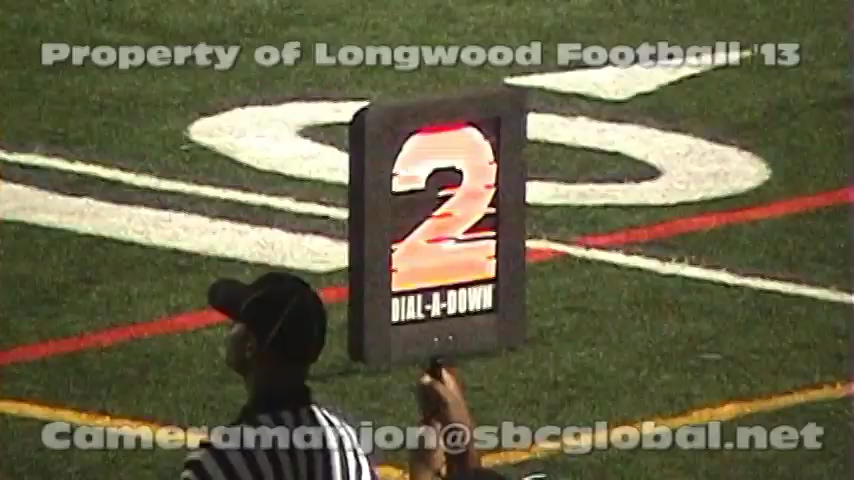 Property of Longwood Football '13
2
DIAL-A-DOWN
Cameramanjon@sbcglobal.net